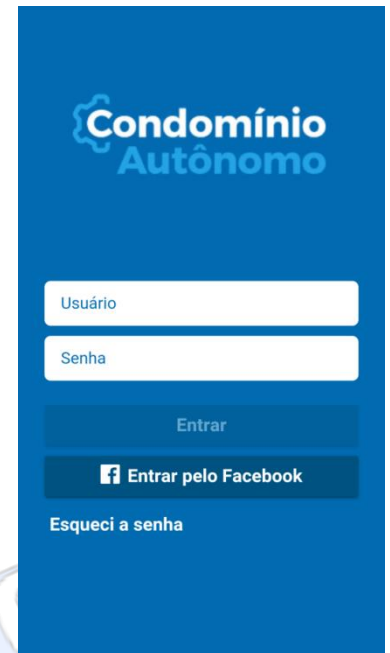 Condomínio
Autônomo
Usuário
Senha
Entrar
Entrar pelo Facebook
Esqueci a senha